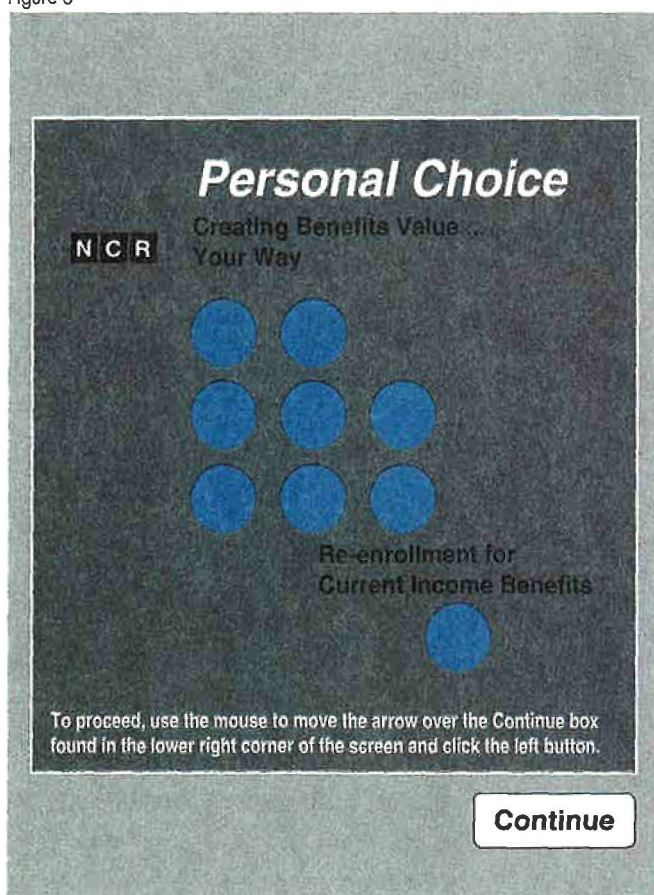 Personal Choice
Creating Benefits Value ...
Your Way
NCR
Re-enrollment for
Current Income Benefits
To proceed, use the mouse to move the arrow over the Continue box
found in the lower right corner of the screen and click the left button.
Continue